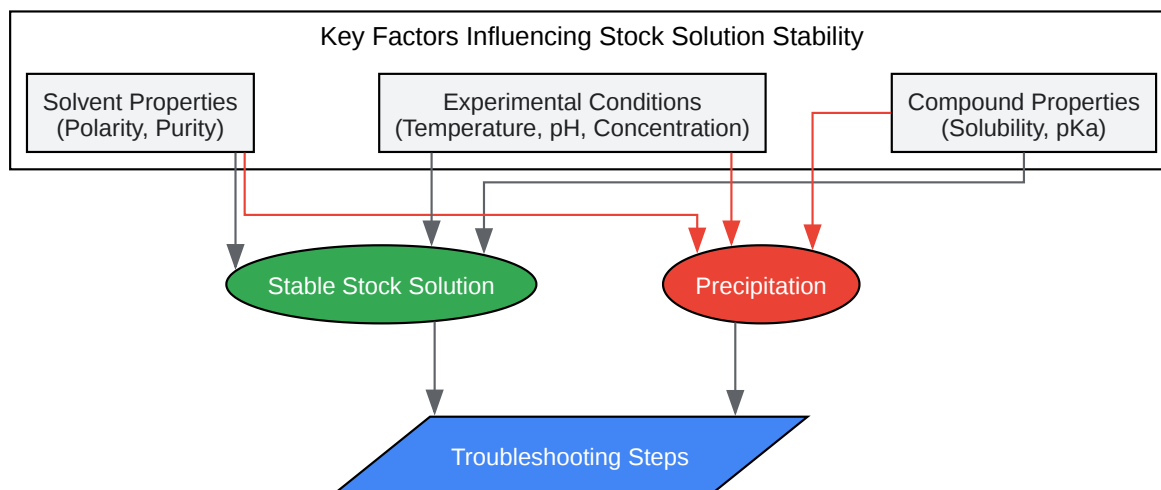 Key Factors Influencing Stock Solution Stability
Solvent Properties
(Polarity, Purity)
Experimental Conditions
(Temperature, pH, Concentration)
Compound Properties
(Solubility, pKa)
Stable Stock Solution
Precipitation
Troubleshooting Steps